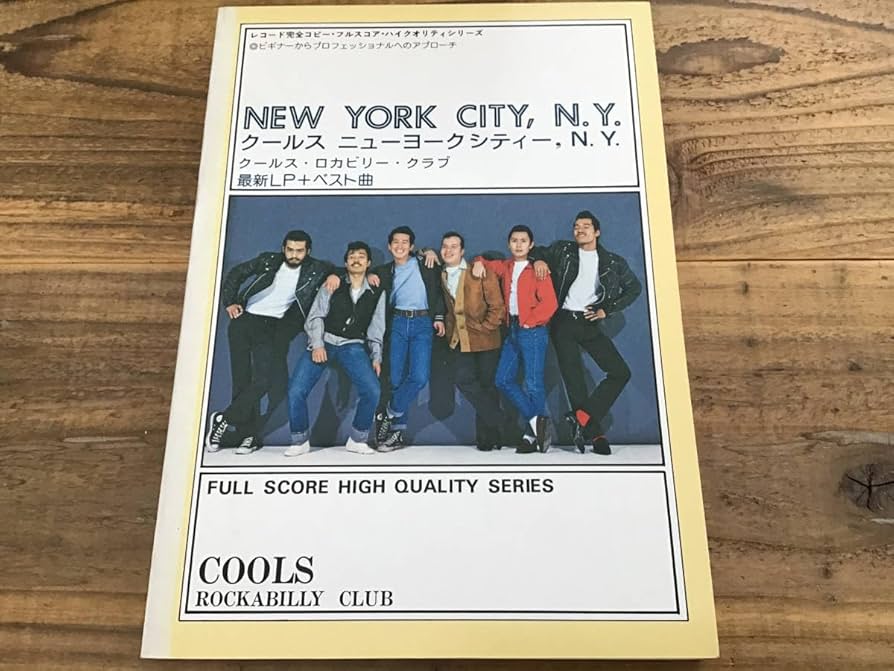 レコード完全コピー・フルスコア・ハイクオリティシリーズ
◎ビギナーからプロフェッショナルへのアプローチ
NEW YORK CITY, N.Y.
クールス ニューヨークシティー, N.Y.
クールス・ロカビリー・クラブ
最新LP+ベスト曲
FULL SCORE HIGH QUALITY SERIES
COOLS
ROCKABILLY CLUB